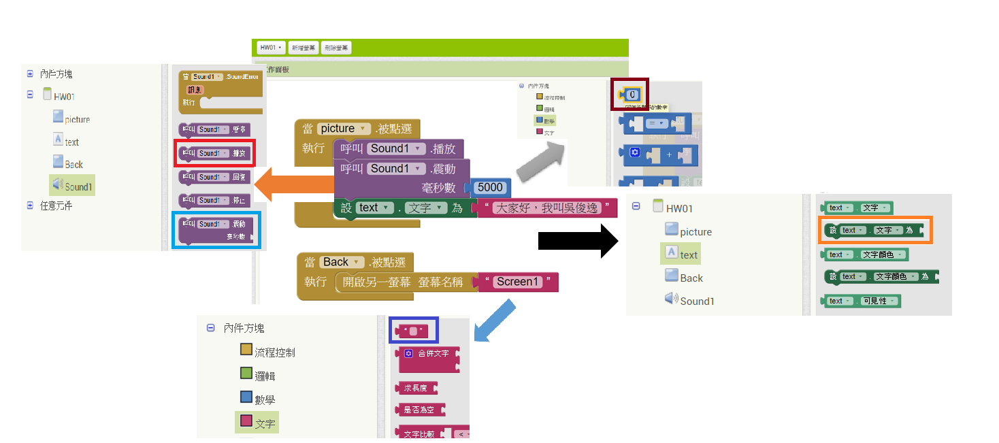 HW01 新增螢幕 刪除螢幕
工作面板
內件方塊
HW01
picture
text
Back
Sound1
任意元件
當 Sound1 .SoundError
訊息
執行
呼叫 Sound1 .暫停
呼叫 Sound1 .播放
呼叫 Sound1 .回復
呼叫 Sound1 .停止
呼叫 Sound1 .震動
毫秒數
當 picture .被點選
執行 呼叫 Sound1 .播放
呼叫 Sound1 .震動
毫秒數 5000
設 text . 文字 為 “ 大家好，我叫吳俊逸 ”
當 Back .被點選
執行 開啟另一螢幕 螢幕名稱 “ Screen1 ”
內件方塊
流程控制
邏輯
數學
文字
0
=
+
HW01
picture
text
Back
Sound1
text . 文字
設 text . 文字 為
text . 文字顏色
設 text . 文字顏色 為
text . 可見性
內件方塊
流程控制
邏輯
數學
文字
“ ”
合併文字
求長度
是否為空
文字比較 <